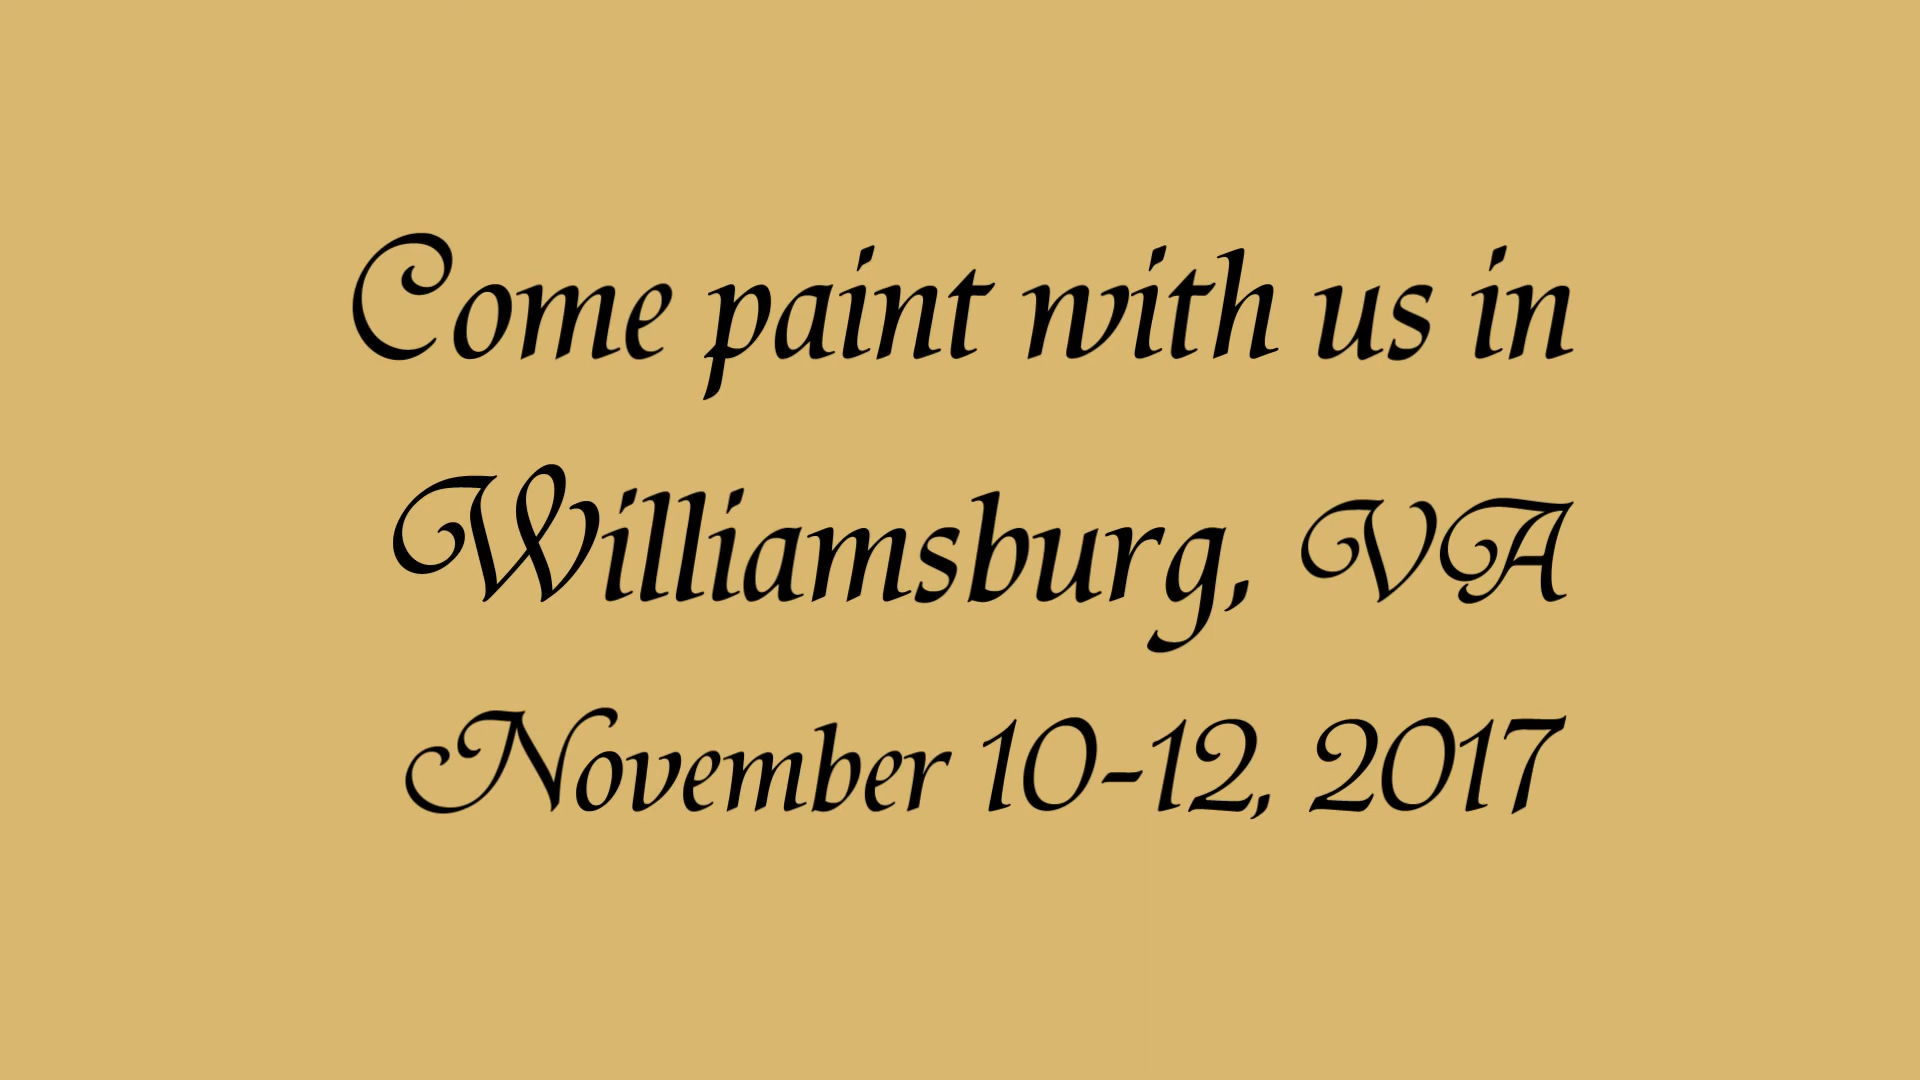 Come paint with us in
Williamsburg, VA
November 10-12, 2017